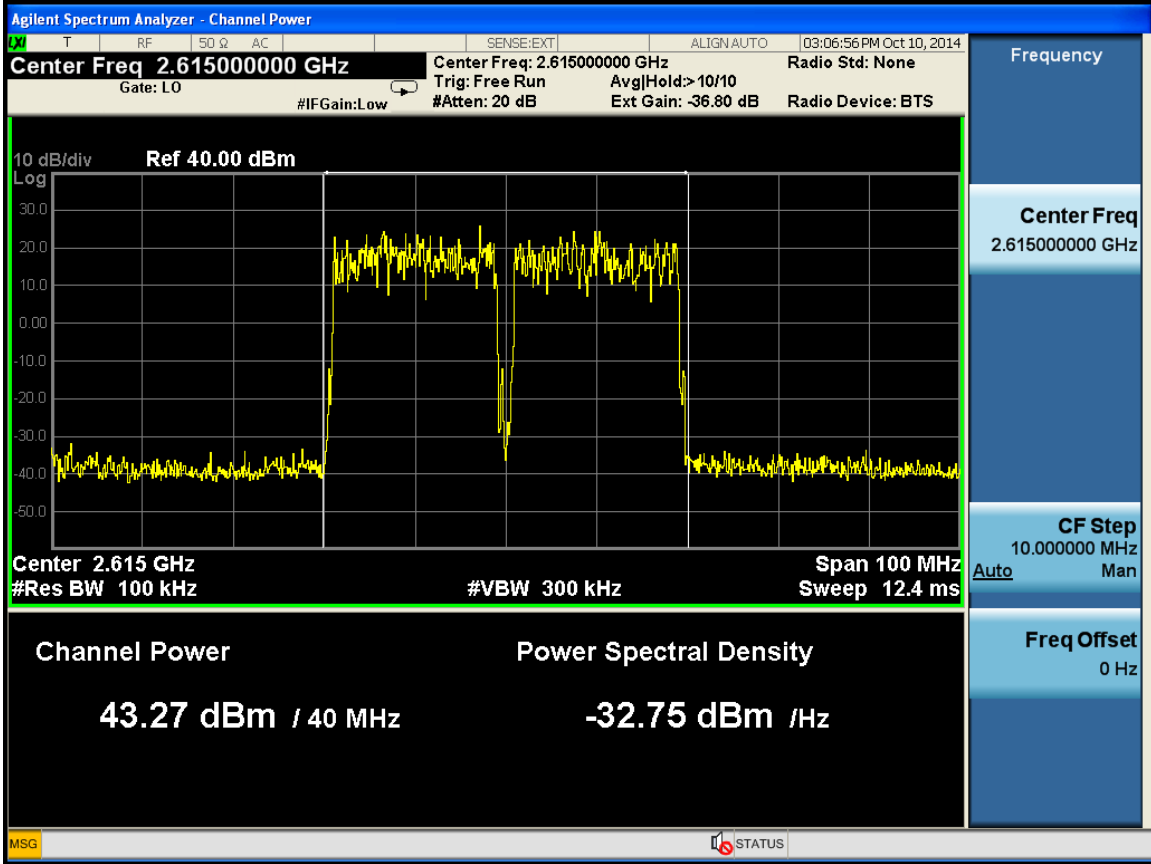 Agilent Spectrum Analyzer - Channel Power
LXI T RF 50 Ω AC SENSE:EXT ALIGN AUTO 03:06:56 PM Oct 10, 2014
Center Freq 2.615000000 GHz
Gate: LO
#IFGain:Low
Center Freq: 2.615000000 GHz
Trig: Free Run Avg|Hold:>10/10
#Atten: 20 dB Ext Gain: -36.80 dB
Radio Std: None
Radio Device: BTS
10 dB/div Ref 40.00 dBm
Log
30.0
20.0
10.0
0.00
-10.0
-20.0
-30.0
-40.0
-50.0
Center 2.615 GHz Span 100 MHz
#Res BW 100 kHz #VBW 300 kHz Sweep 12.4 ms
Channel Power Power Spectral Density
43.27 dBm / 40 MHz -32.75 dBm /Hz
Frequency
Center Freq
2.615000000 GHz
CF Step
10.000000 MHz
Auto Man
Freq Offset
0 Hz
MSG STATUS